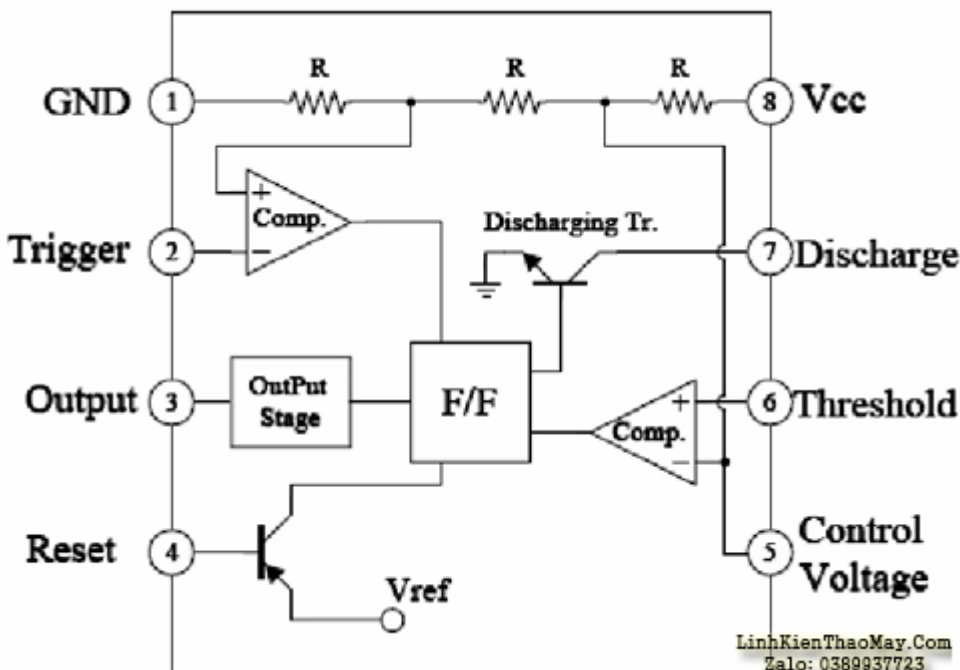 R R R
GND 1 8 Vcc
+
Comp.
−
Discharging Tr.
Trigger 2 7 Discharge
Output 3 6 Threshold
OutPut
Stage
F/F
+
Comp.
−
Reset 4 5 Control
Voltage
Vref
LinhKienThaoMay.Com
Zalo: 0389937723